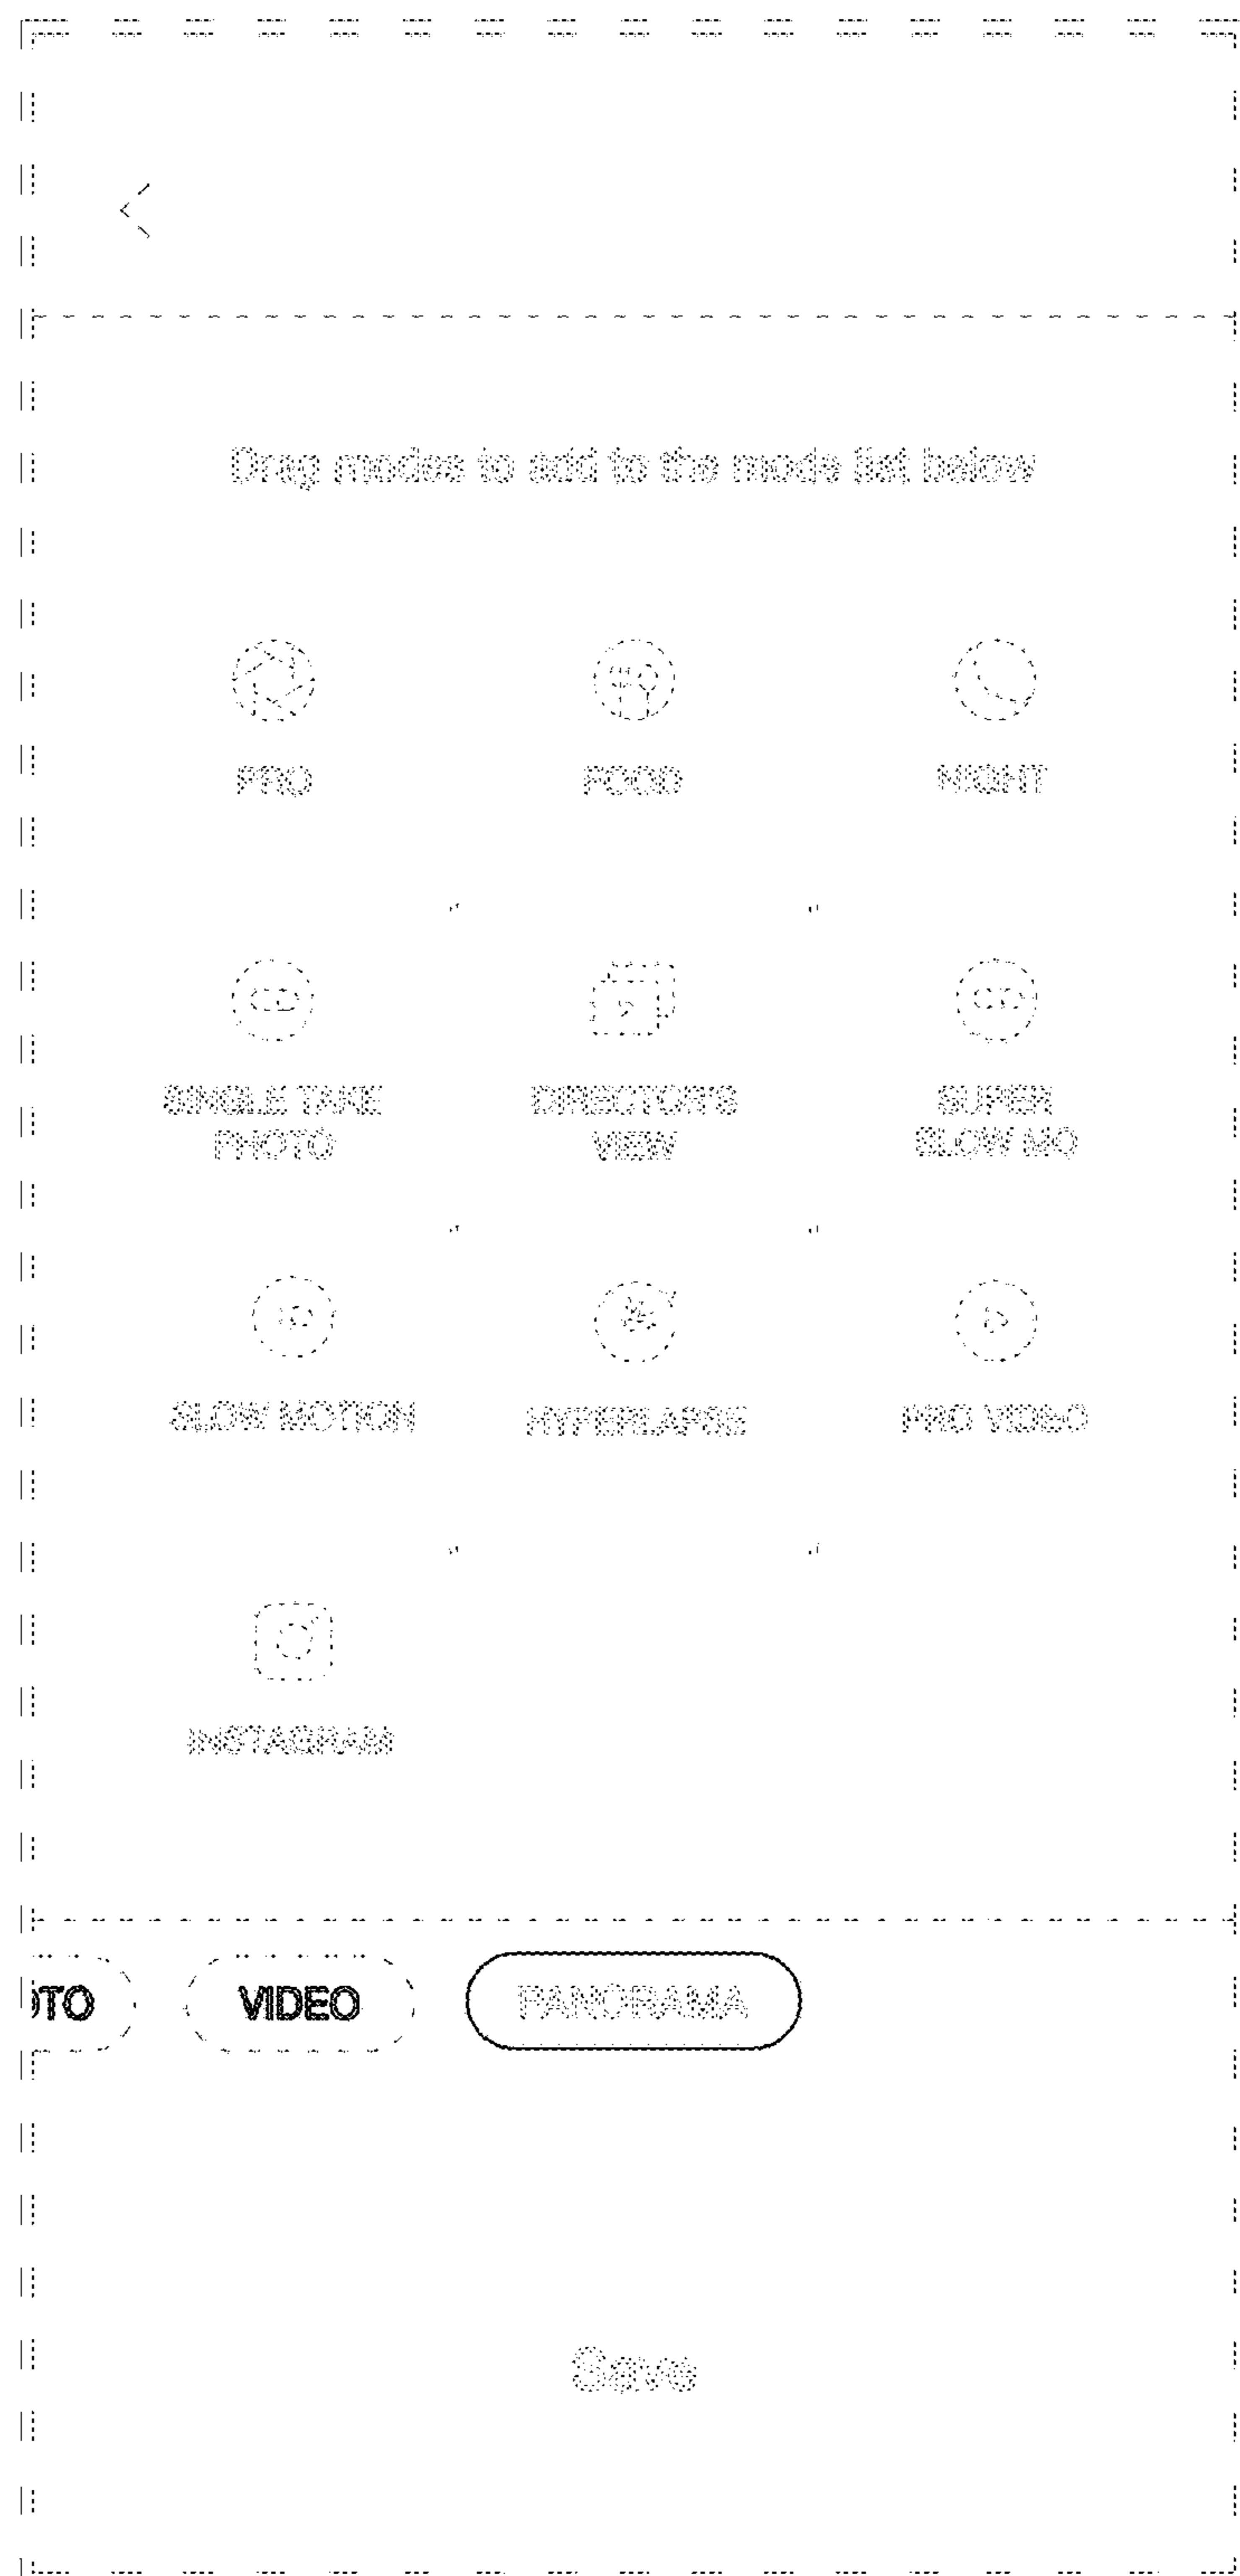 Drag modes to add to the mode list below
PRO FOOD NIGHT
SINGLE TAKE DIRECTOR'S SUPER
PHOTO VIEW SLOW MO
SLOW MOTION HYPERLAPSE PRO VIDEO
INSTAGRAM
OTO VIDEO PANORAMA
Save